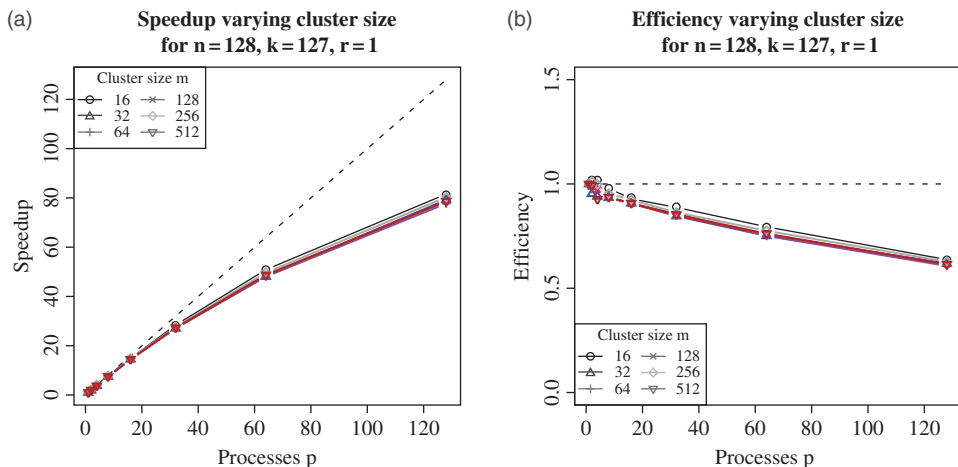 (a)
Speedup varying cluster size
for n = 128, k = 127, r = 1
Cluster size m
16 128
32 256
64 512
Speedup
0 20 40 60 80 100 120
0 20 40 60 80 100 120
Processes p
(b)
Efficiency varying cluster size
for n = 128, k = 127, r = 1
Efficiency
0.0 0.5 1.0 1.5
Cluster size m
16 128
32 256
64 512
0 20 40 60 80 100 120
Processes p